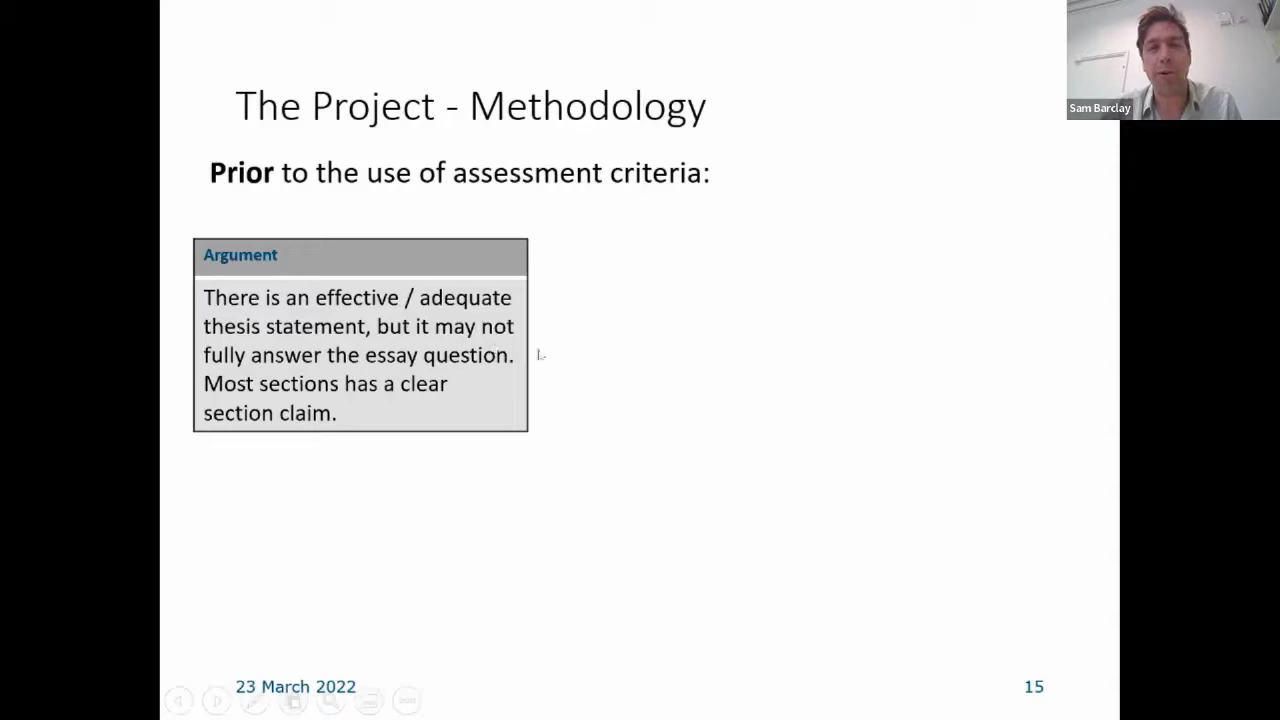 The Project - Methodology
Sam Barclay
Prior to the use of assessment criteria:
Argument
There is an effective / adequate
thesis statement, but it may not
fully answer the essay question.
Most sections has a clear
section claim.
23 March 2022
15